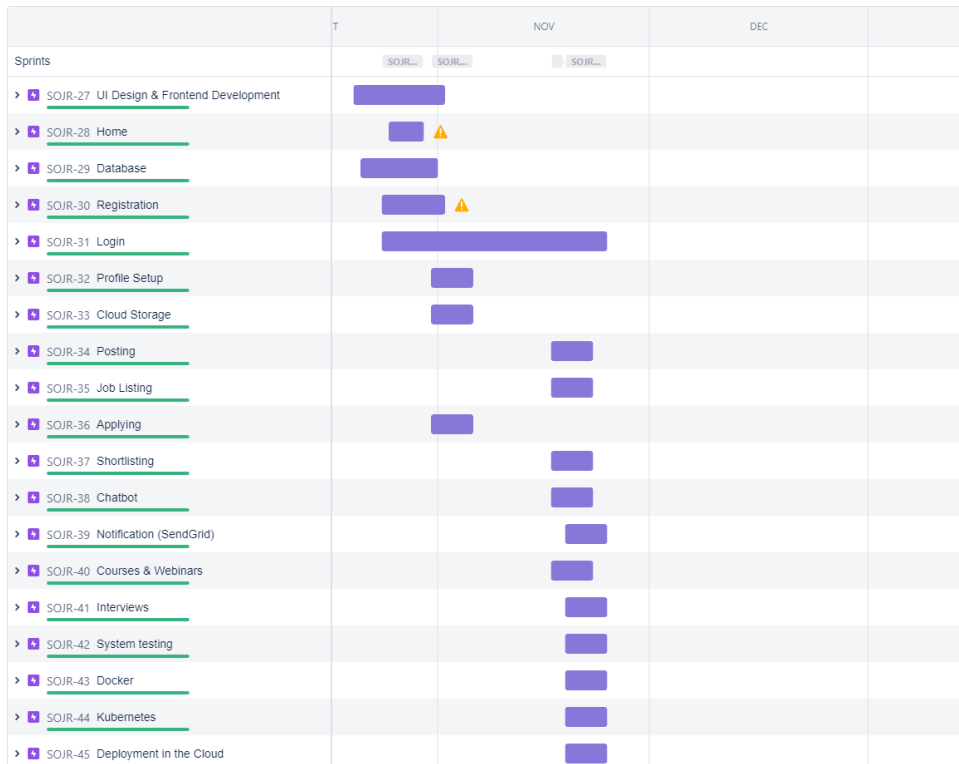 T NOV DEC
Sprints SOJR... SOJR... SOJR...
SOJR-27 UI Design & Frontend Development
SOJR-28 Home
SOJR-29 Database
SOJR-30 Registration
SOJR-31 Login
SOJR-32 Profile Setup
SOJR-33 Cloud Storage
SOJR-34 Posting
SOJR-35 Job Listing
SOJR-36 Applying
SOJR-37 Shortlisting
SOJR-38 Chatbot
SOJR-39 Notification (SendGrid)
SOJR-40 Courses & Webinars
SOJR-41 Interviews
SOJR-42 System testing
SOJR-43 Docker
SOJR-44 Kubernetes
SOJR-45 Deployment in the Cloud